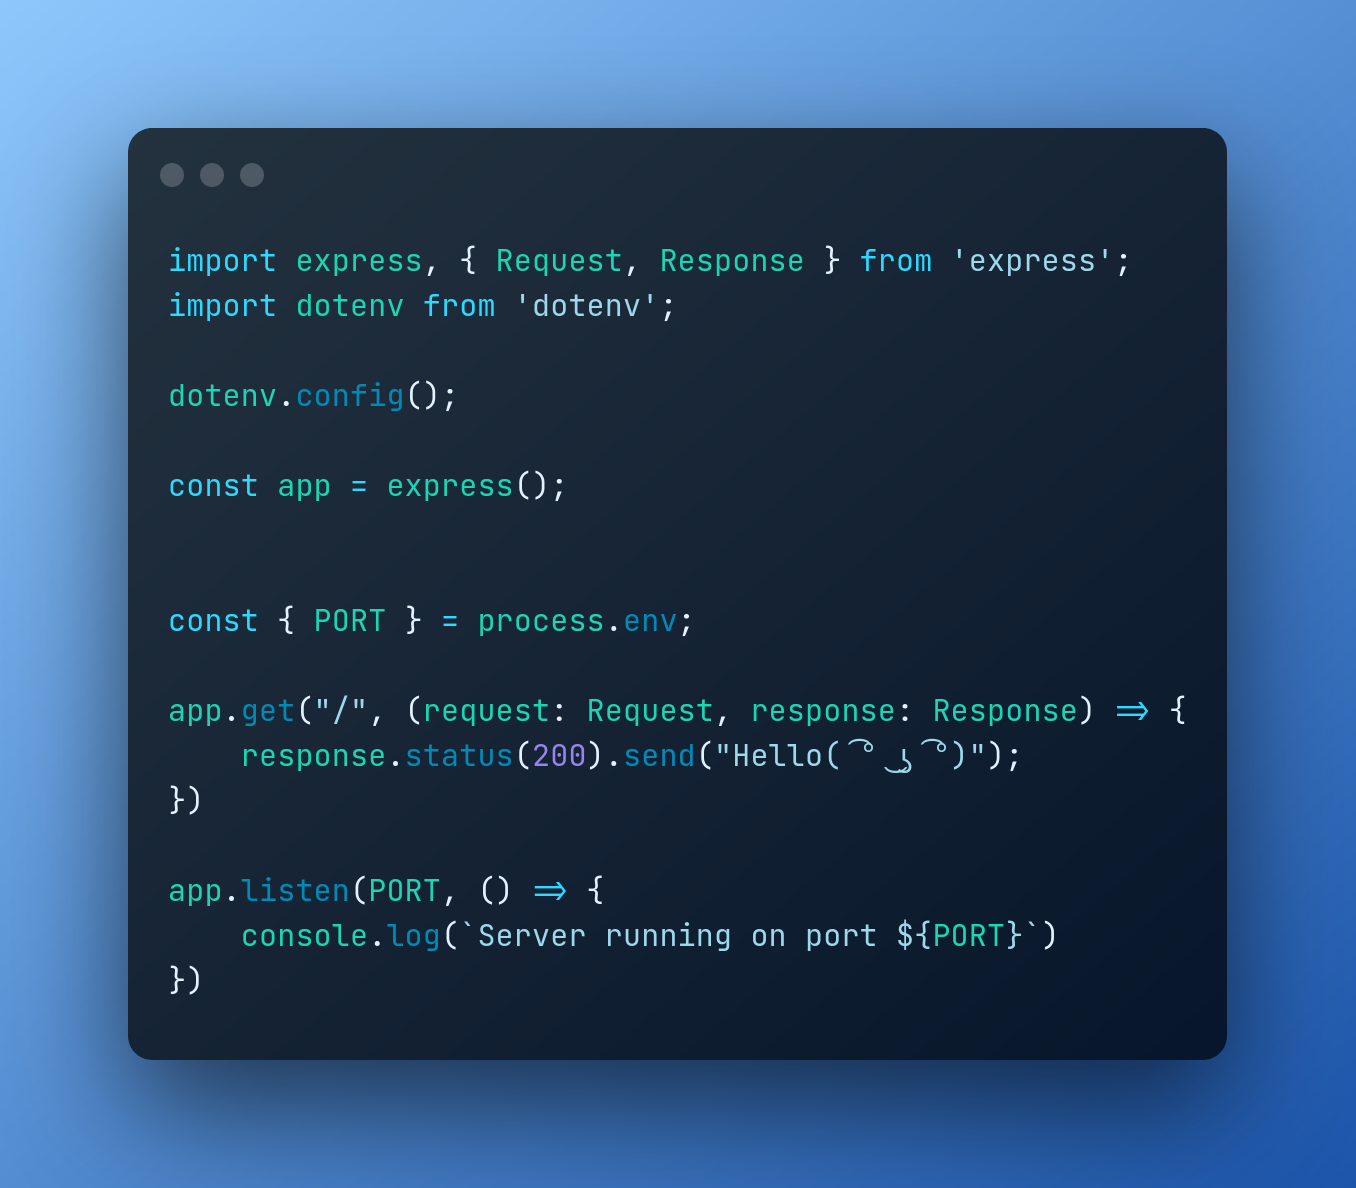 import express, { Request, Response } from 'express';
import dotenv from 'dotenv';
dotenv.config();
const app = express();
const { PORT } = process.env;
app.get("/", (request: Request, response: Response) => {
    response.status(200).send("Hello( ͡° ͜ʖ ͡°)");
})
app.listen(PORT, () => {
    console.log(`Server running on port ${PORT}`)
})